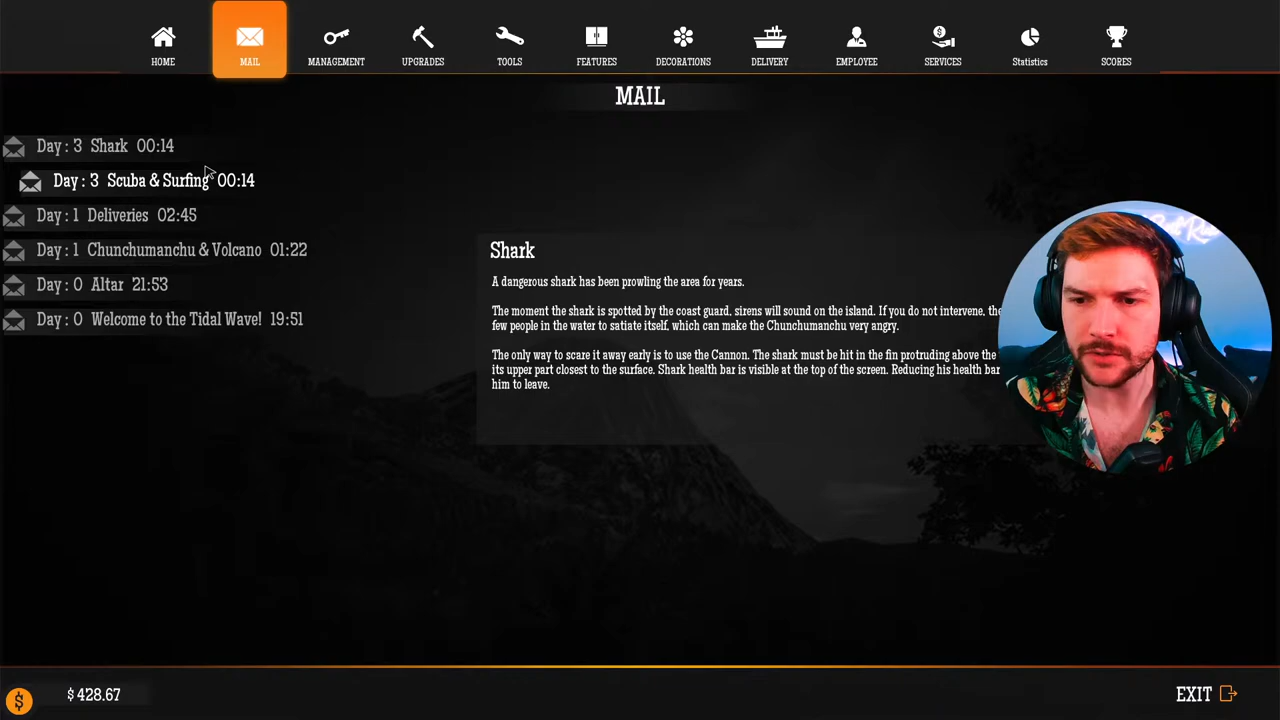 HOME
MAIL
MANAGEMENT
UPGRADES
TOOLS
FEATURES
DECORATIONS
DELIVERY
EMPLOYEE
SERVICES
Statistics
SCORES
MAIL
Day : 3 Shark 00:14
Day : 3 Scuba & Surfing 00:14
Day : 1 Deliveries 02:45
Day : 1 Chunchumanchu & Volcano 01:22
Day : 0 Altar 21:53
Day : 0 Welcome to the Tidal Wave! 19:51
Shark
A dangerous shark has been prowling the area for years.
The moment the shark is spotted by the coast guard, sirens will sound on the island. If you do not intervene,
few people in the water to satiate itself, which can make the Chunchumanchu very angry.
The only way to scare it away early is to use the Cannon. The shark must be hit in the fin protruding above the
its upper part closest to the surface. Shark health bar is visible at the top of the screen. Reducing his health bar
him to leave.
$ $ 428.67
EXIT